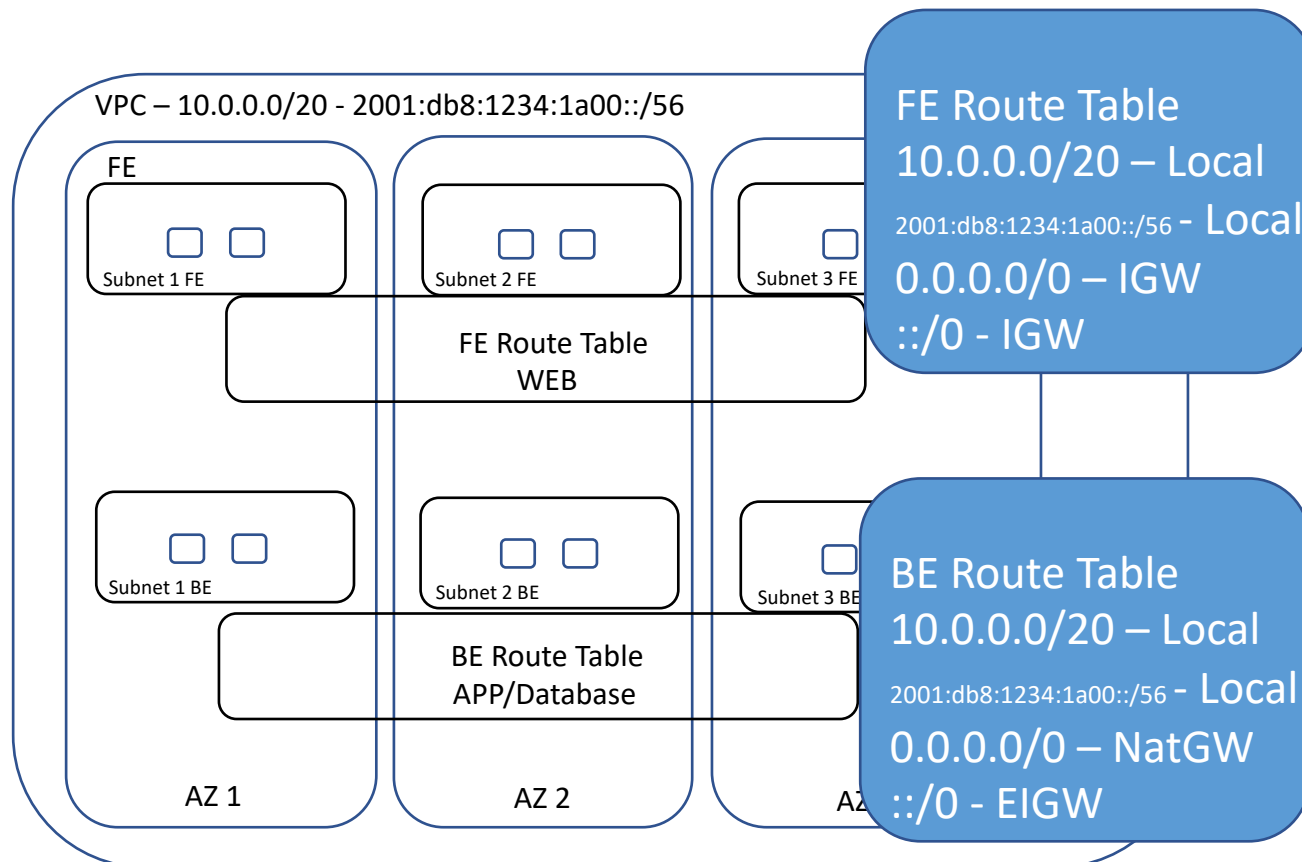 VPC – 10.0.0.0/20 - 2001:db8:1234:1a00::/56
FE
Subnet 1 FE
Subnet 2 FE
Subnet 3 FE
FE Route Table
WEB
FE Route Table
10.0.0.0/20 – Local
2001:db8:1234:1a00::/56 - Local
0.0.0.0/0 – IGW
::/0 - IGW
Subnet 1 BE
Subnet 2 BE
Subnet 3 BE
BE Route Table
APP/Database
BE Route Table
10.0.0.0/20 – Local
2001:db8:1234:1a00::/56 - Local
0.0.0.0/0 – NatGW
::/0 - EIGW
AZ 1
AZ 2
AZ